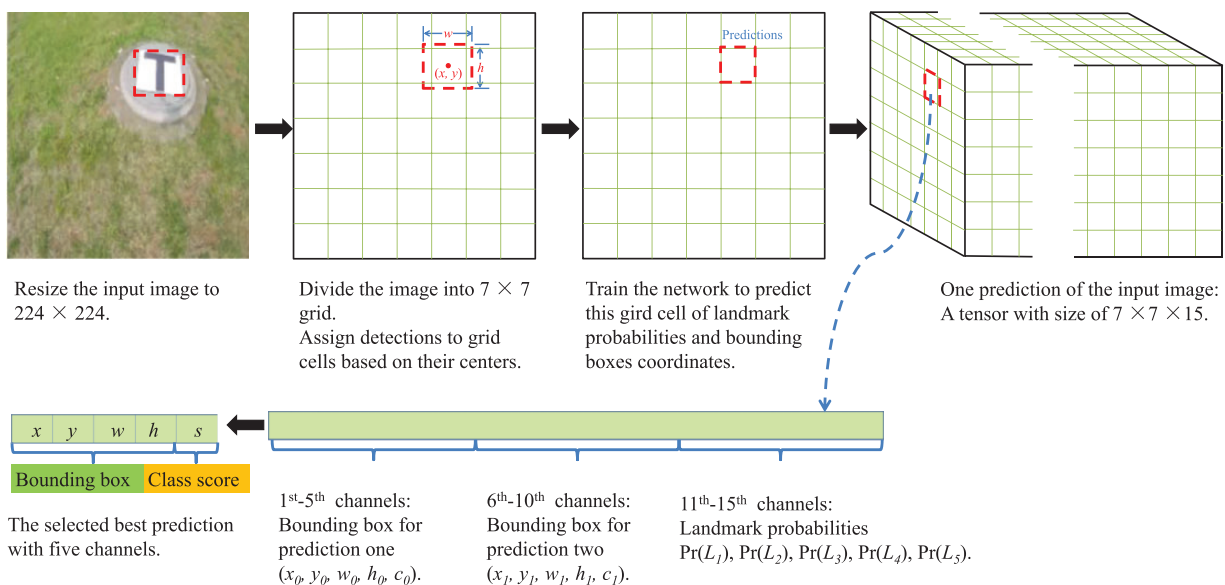 T
w
h
(x, y)
Predictions
Resize the input image to
224 × 224.
Divide the image into 7 × 7
grid.
Assign detections to grid
cells based on their centers.
Train the network to predict
this gird cell of landmark
probabilities and bounding
boxes coordinates.
One prediction of the input image:
A tensor with size of 7 ×7 ×15.
x y w h s
Bounding box Class score
The selected best prediction
with five channels.
1st-5th channels:
Bounding box for
prediction one
(x0, y0, w0, h0, c0).
6th-10th channels:
Bounding box for
prediction two
(x1, y1, w1, h1, c1).
11th-15th channels:
Landmark probabilities
Pr(L1), Pr(L2), Pr(L3), Pr(L4), Pr(L5).